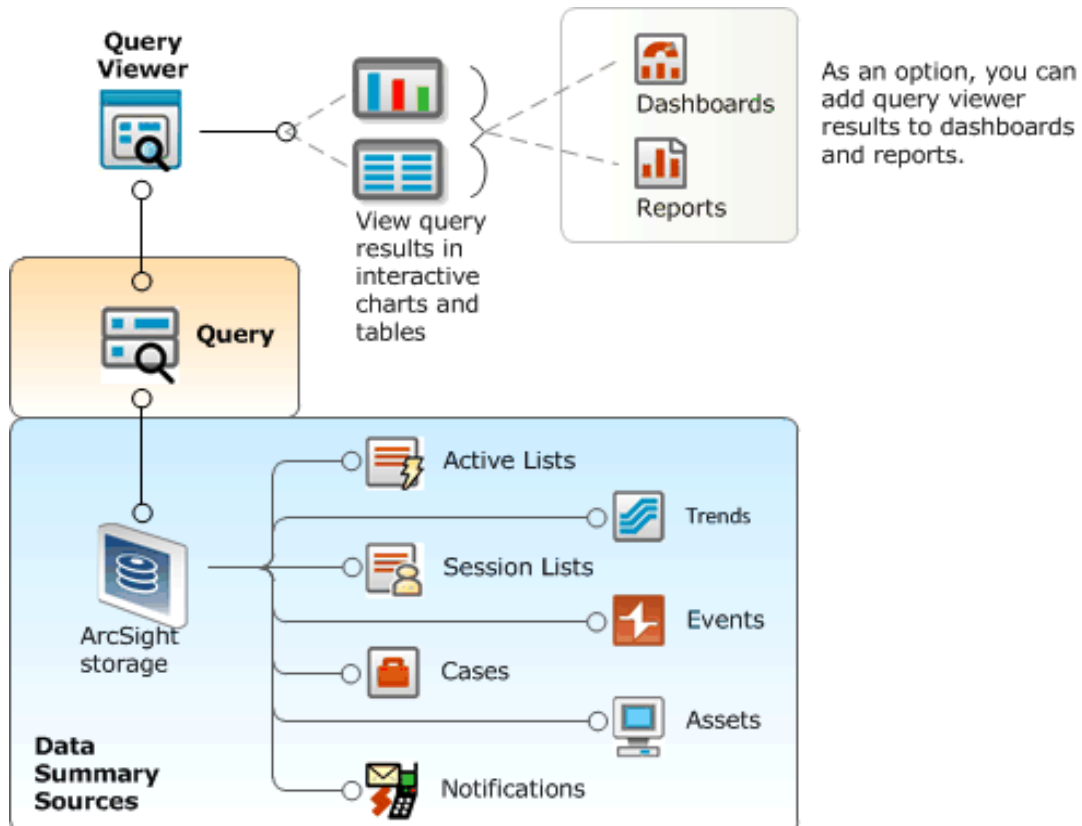 Query
Viewer
View query
results in
interactive
charts and
tables
Dashboards
Reports
As an option, you can
add query viewer
results to dashboards
and reports.
Query
ArcSight
storage
Active Lists
Trends
Session Lists
Events
Cases
Assets
Notifications
Data
Summary
Sources